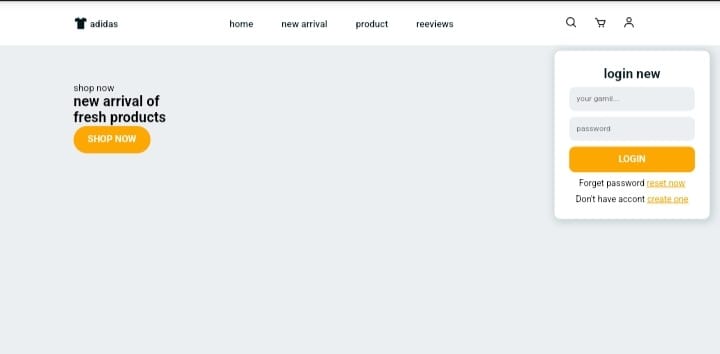 adidas
home
new arrival
product
reeviews
shop now
new arrival of
fresh products
SHOP NOW
login new
your gamil...
password
LOGIN
Forget password reset now
Don't have accont create one